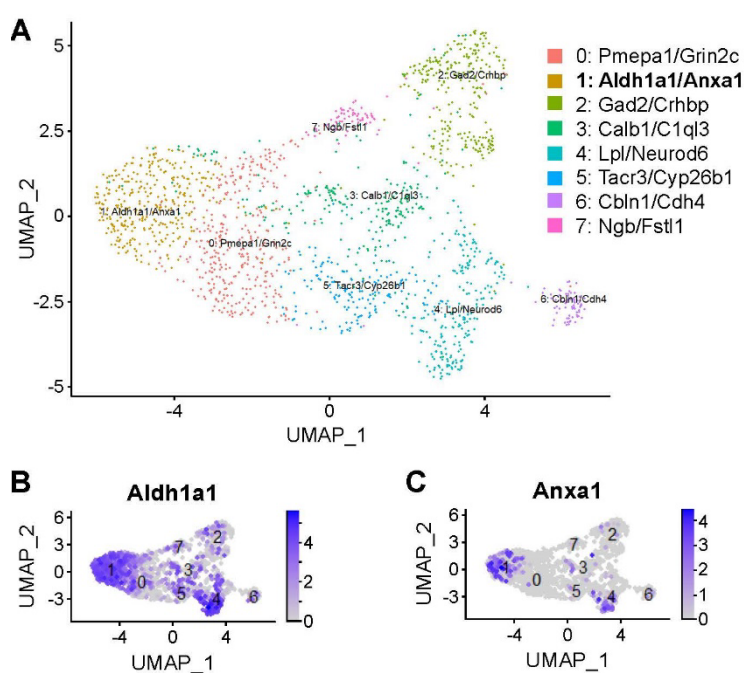 A
5
2.5
0
-2.5
-5
UMAP_2
-4
0
4
UMAP_1
2: Gad2/Crhbp
7: Ngb/Fstl1
3: Calb1/C1ql3
1: Aldh1a1/Anxa1
0: Pmepa1/Grin2c
5: Tacr3/Cyp26b1
6: Cbln1/Cdh4
4: Lpl/Neurod6
0: Pmepa1/Grin2c
1: Aldh1a1/Anxa1
2: Gad2/Crhbp
3: Calb1/C1ql3
4: Lpl/Neurod6
5: Tacr3/Cyp26b1
6: Cbln1/Cdh4
7: Ngb/Fstl1
B
Aldh1a1
6
3
0
-3
UMAP_2
2
7
1
0
3
5
4
6
-4
0
4
UMAP_1
4
2
0
C
Anxa1
6
3
0
-3
UMAP_2
2
7
1
0
3
5
4
6
-4
0
4
UMAP_1
4
3
2
1
0